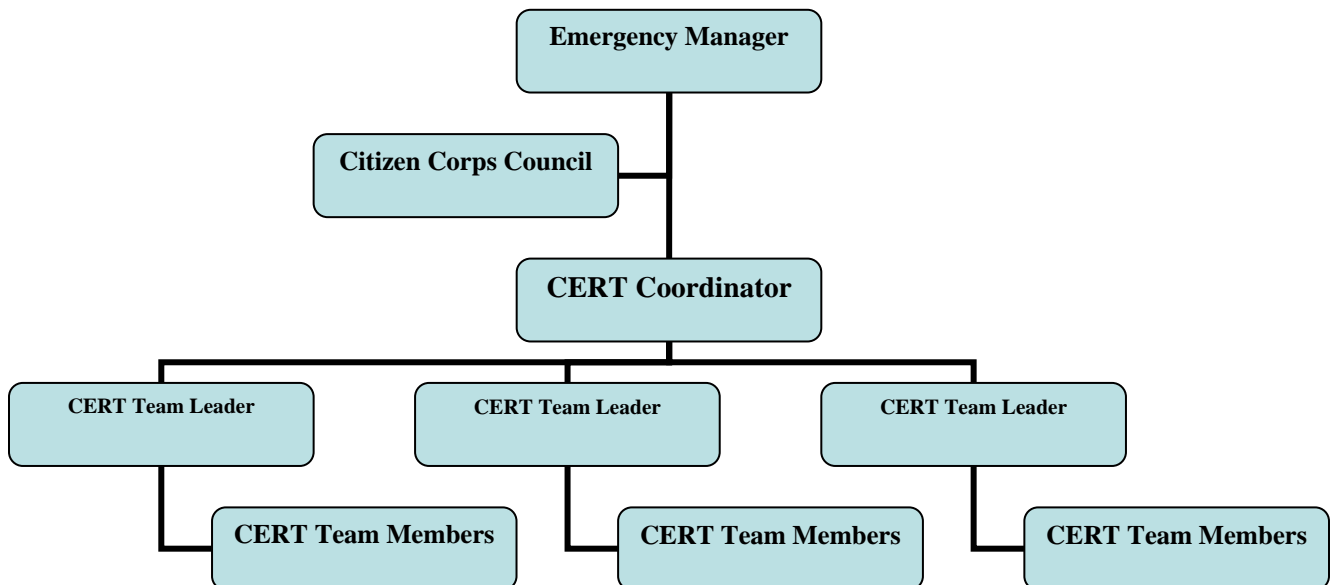 Emergency Manager
Citizen Corps Council
CERT Coordinator
CERT Team Leader
CERT Team Leader
CERT Team Leader
CERT Team Members
CERT Team Members
CERT Team Members